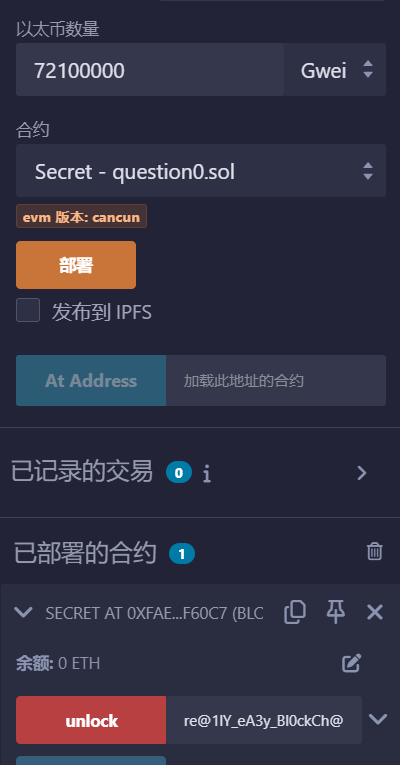 以太币数量
72100000 Gwei
合约
Secret - question0.sol
evm 版本: cancun
部署
发布到 IPFS
At Address 加载此地址的合约
已记录的交易 0 i
已部署的合约 1
SECRET AT 0XFAE...F60C7 (BLC
余额: 0 ETH
unlock re@1lY_eA3y_Bl0ckCh@